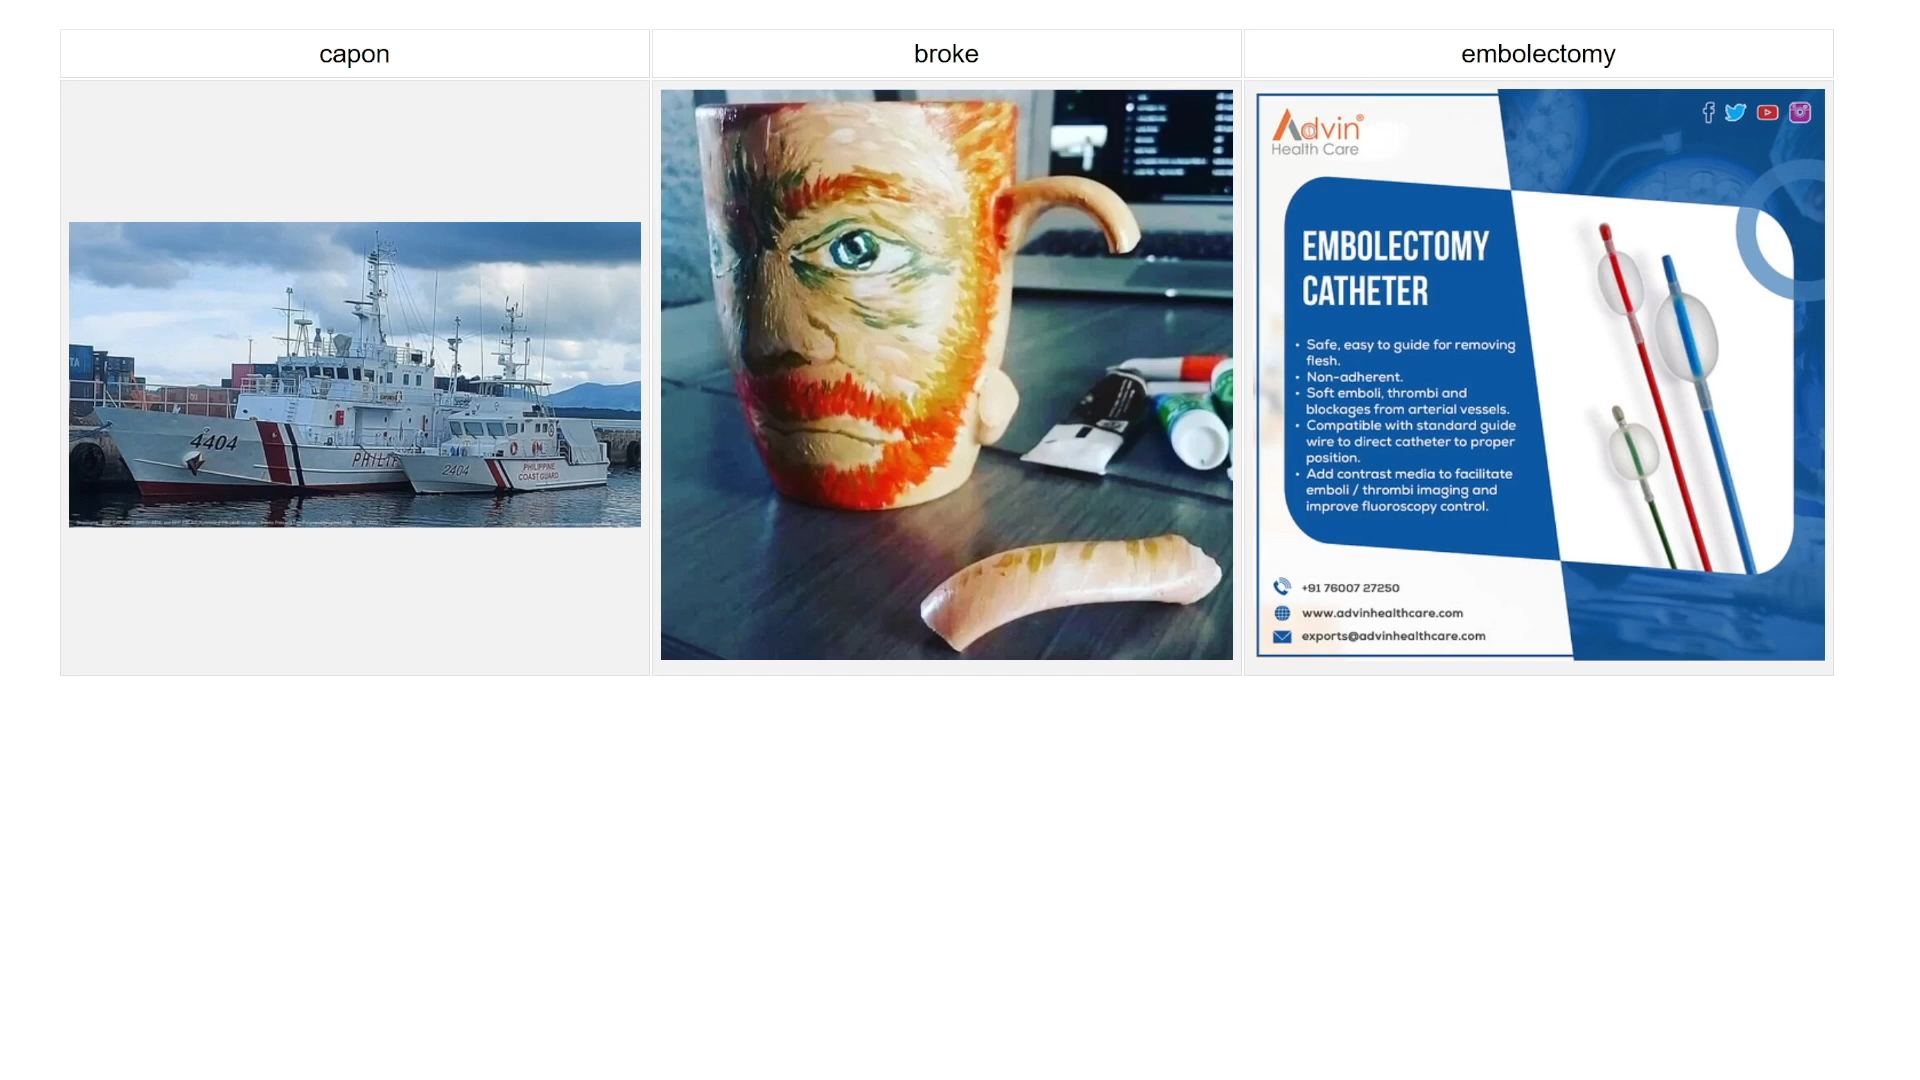 capon
broke
embolectomy
4404
PHILIP
2404
PHILIPPINE
COAST GUARD
Advin®
Health Care
EMBOLECTOMY
CATHETER
• Safe, easy to guide for removing
flesh.
• Non-adherent.
• Soft emboli, thrombi and
blockages from arterial vessels.
• Compatible with standard guide
wire to direct catheter to proper
position.
• Add contrast media to facilitate
emboli / thrombi imaging and
improve fluoroscopy control.
+91 76007 27250
www.advinhealthcare.com
exports@advinhealthcare.com